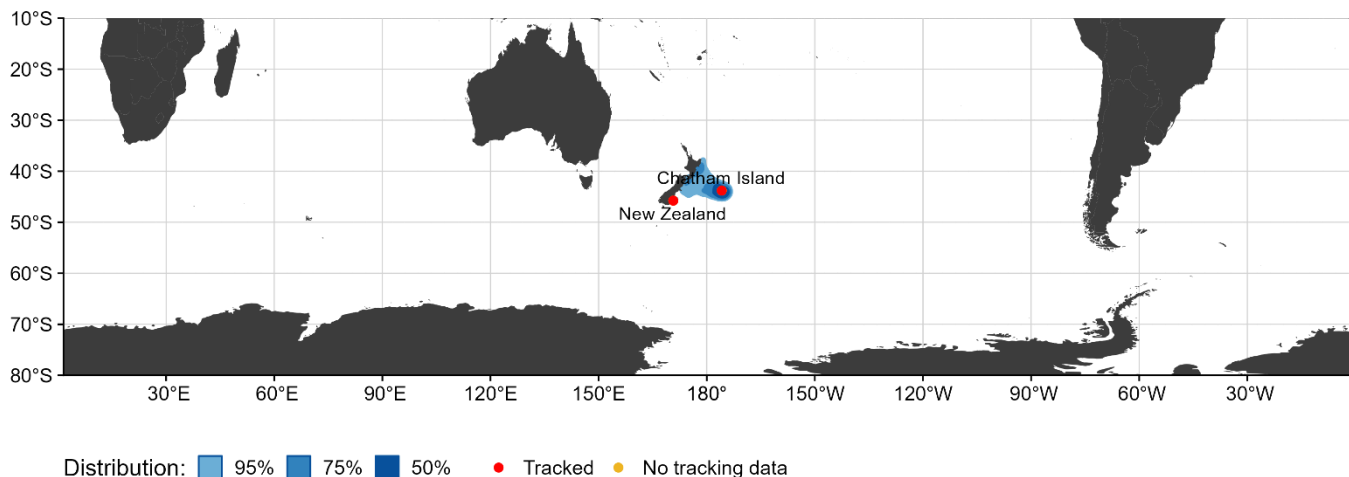 10°S
20°S
30°S
40°S
50°S
60°S
70°S
80°S
Chatham Island
New Zealand
30°E 60°E 90°E 120°E 150°E 180° 150°W 120°W 90°W 60°W 30°W
Distribution: 95% 75% 50% Tracked No tracking data